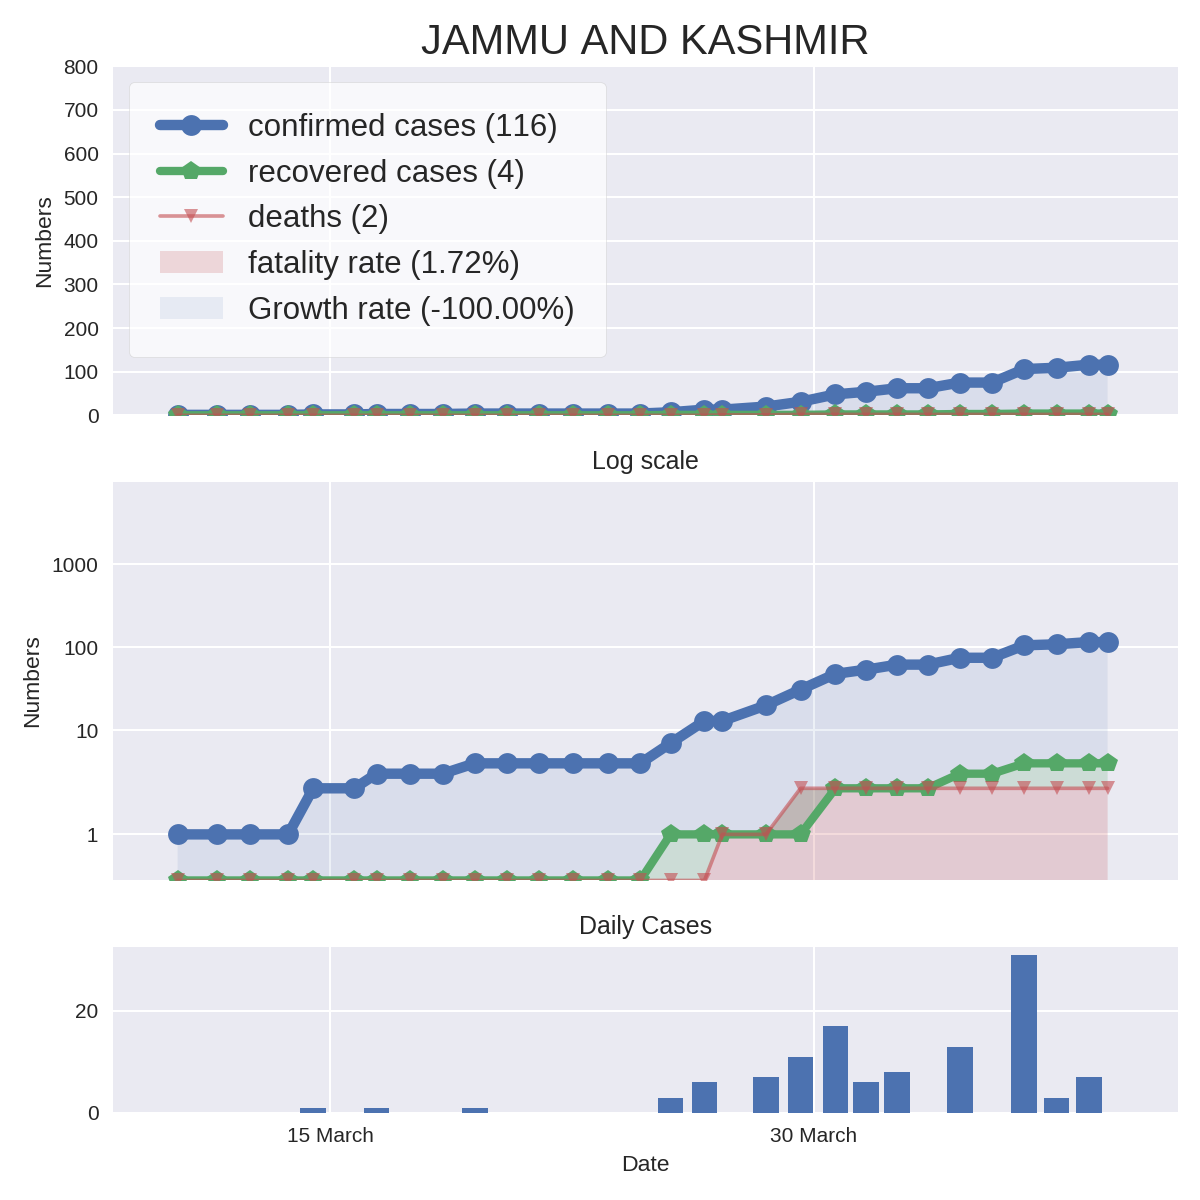 JAMMU AND KASHMIR
800
700
600
500
400
300
200
100
0
Numbers
confirmed cases (116)
recovered cases (4)
deaths (2)
fatality rate (1.72%)
Growth rate (-100.00%)
Log scale
1000
100
10
1
Numbers
Daily Cases
20
0
15 March
30 March
Date